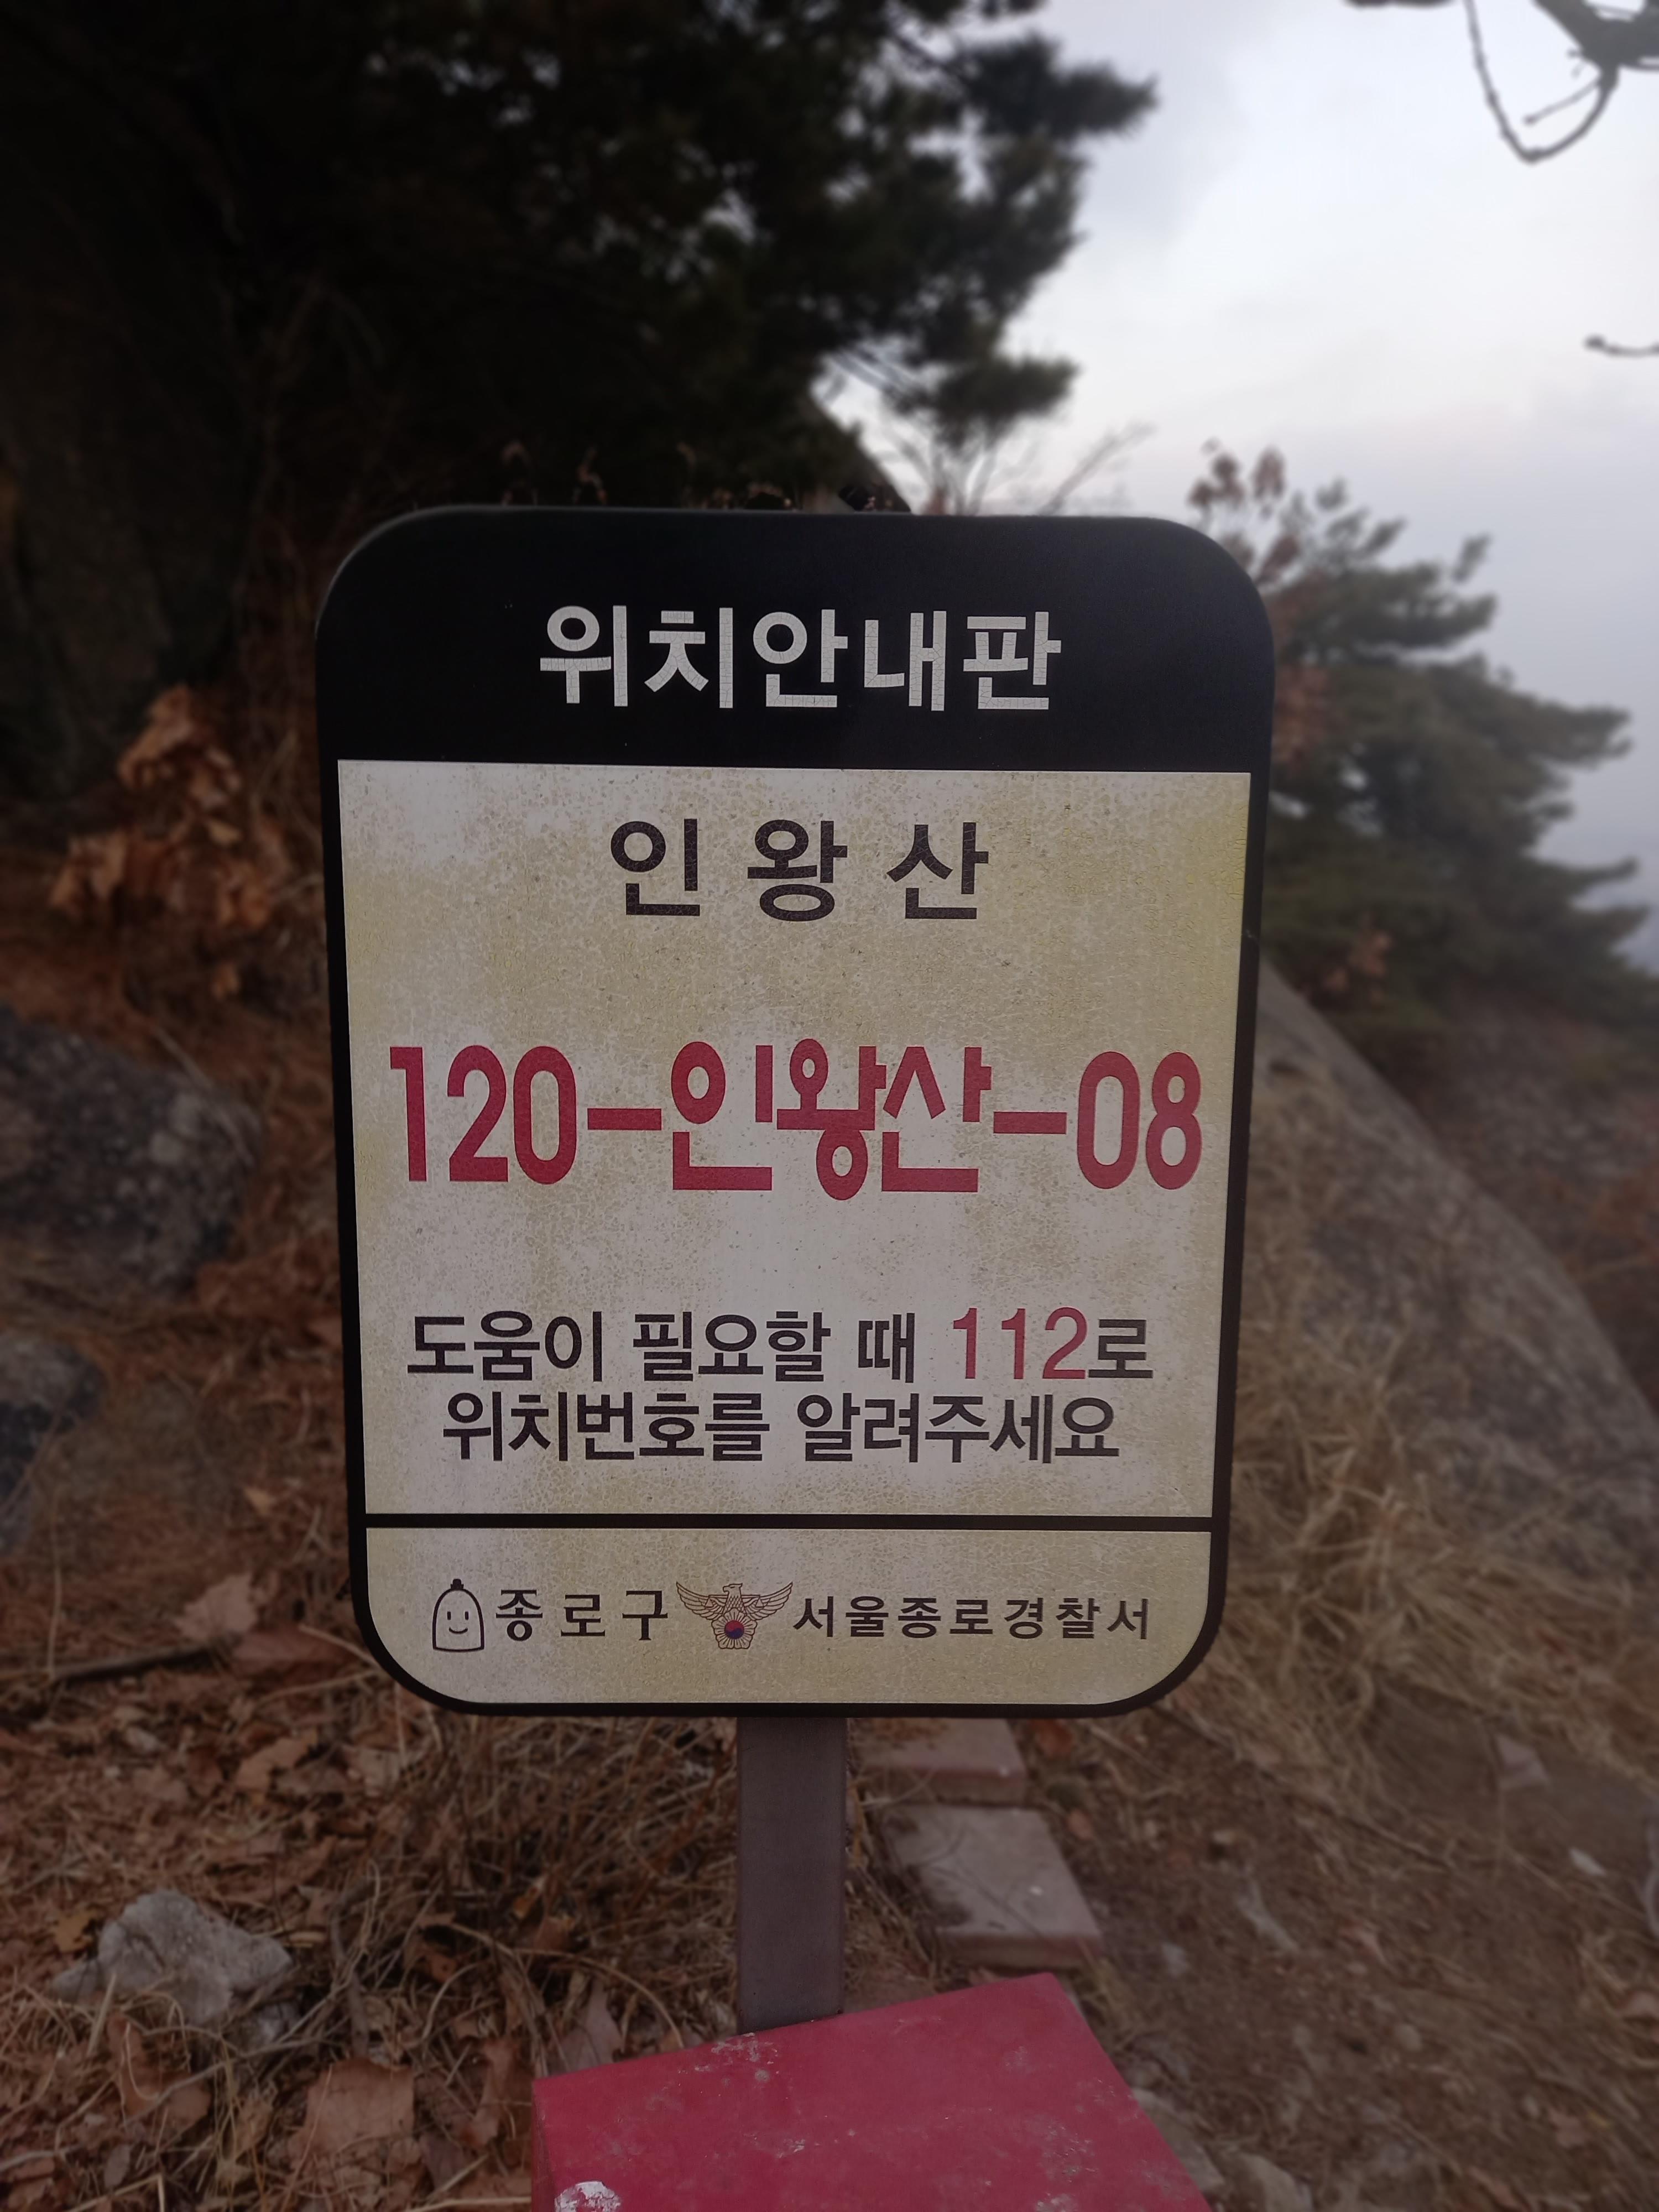 위치안내판
인왕산
120-인왕산-08
도움이 필요할 때 112로
위치번호를 알려주세요
종로구 서울종로경찰서